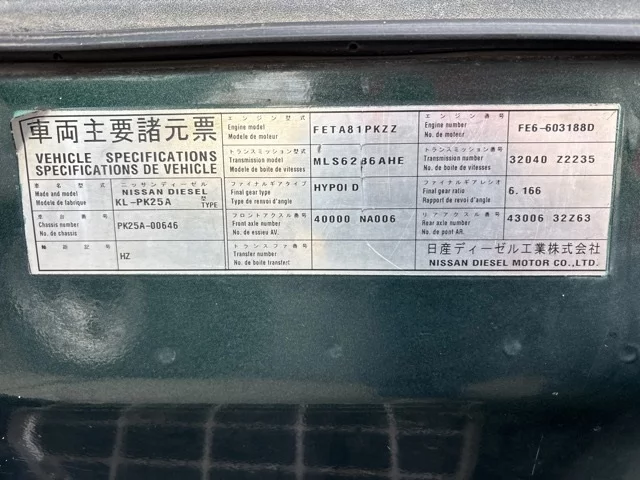 車両主要諸元票
VEHICLE SPECIFICATIONS
SPECIFICATIONS DE VEHICLE
車名 ニッサンディーゼル
Make and model NISSAN DIESEL
Modele de fabrique KL-PK25A 型 TYPE
車台番号
Chassis number PK25A-00646
No. de chassis
軸距記号 HZ
エンジン型式
Engine model FETA81PKZZ
Modele de moteur
トランスミッション型式
Transmission model MLS62 36AHE
Modele de boite de vitesses
ファイナルギアタイプ HYPOID
Final gear type
Type de renvoi d'angle
フロントアクスル番号 40000 NA006
Front axle number
No. de essieu AV.
トランスファ番号
Transfer number
No. de boite transfert
エンジン番号
Engine number FE6-603188D
No. de moteur
トランスミッション番号
Transmission number 32040 Z2235
No. de boite de vitesses
ファイナルギアレシオ
Final gear ratio 6.166
Rapport de revoi d'angle
リアアクスル番号 43006 32Z63
Rear axle number
No. de pont AR.
日産ディーゼル工業株式会社
NISSAN DIESEL MOTOR CO.,LTD.